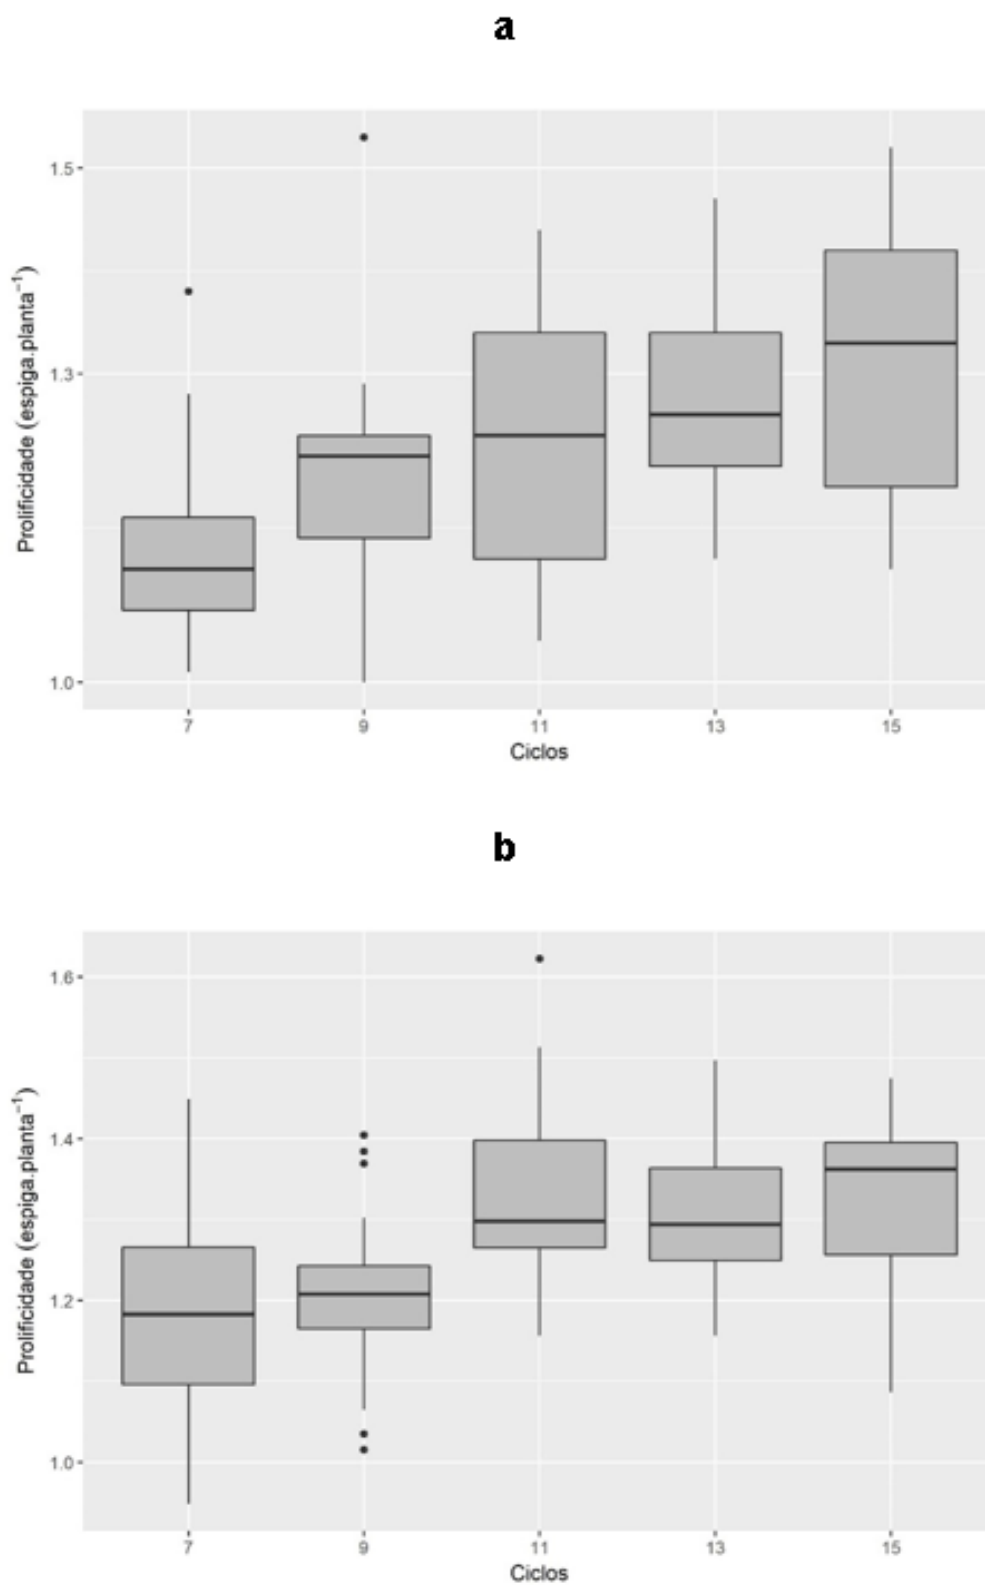 a
1.5
1.3
1.0
Prolificidade (espiga.planta⁻¹)
7 9 11 13 15
Ciclos
b
1.6
1.4
1.2
1.0
Prolificidade (espiga.planta⁻¹)
7 9 11 13 15
Ciclos